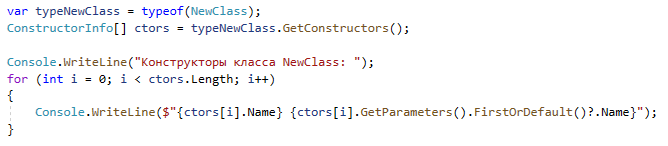 var typeNewClass = typeof(NewClass);
ConstructorInfo[] ctors = typeNewClass.GetConstructors();
Console.WriteLine("Конструкторы класса NewClass: ");
for (int i = 0; i < ctors.Length; i++)
{
Console.WriteLine($"{ctors[i].Name} {ctors[i].GetParameters().FirstOrDefault()?.Name}");
}